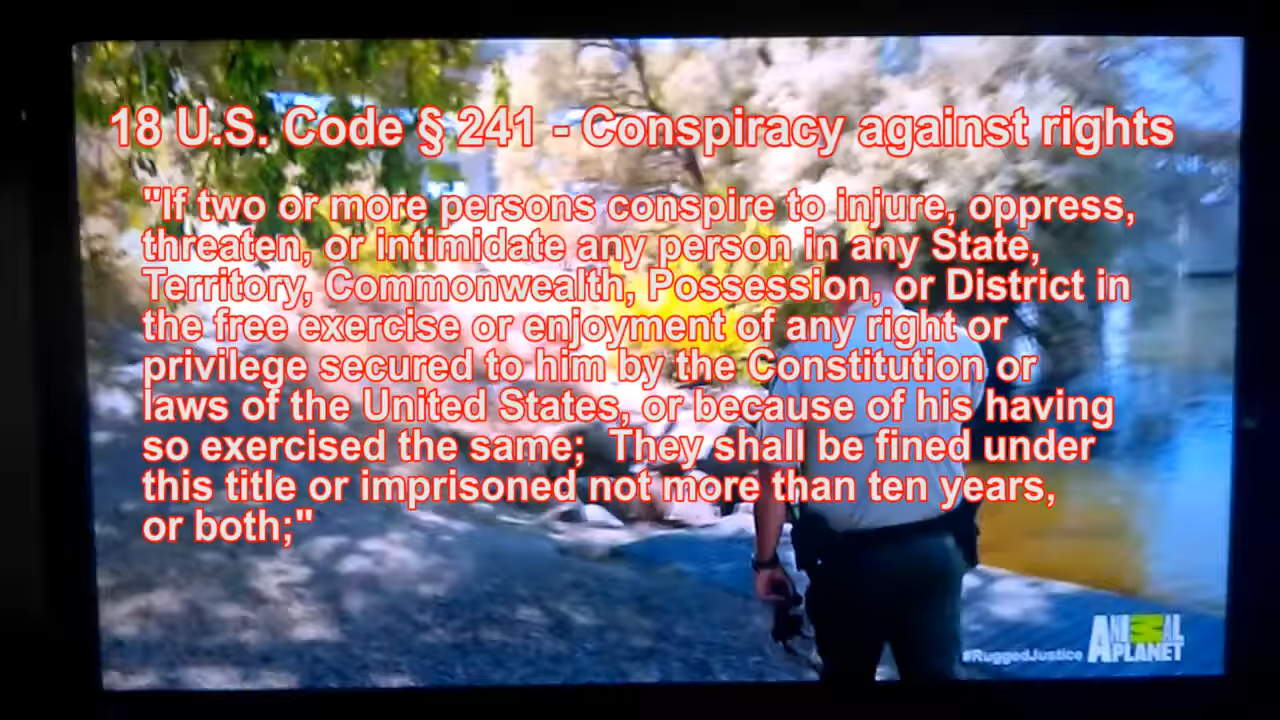 18 U.S. Code § 241 - Conspiracy against rights
"If two or more persons conspire to injure, oppress,
threaten, or intimidate any person in any State,
Territory, Commonwealth, Possession, or District in
the free exercise or enjoyment of any right or
privilege secured to him by the Constitution or
laws of the United States, or because of his having
so exercised the same;  They shall be fined under
this title or imprisoned not more than ten years,
or both;"
#RuggedJustice
ANIMAL
PLANET